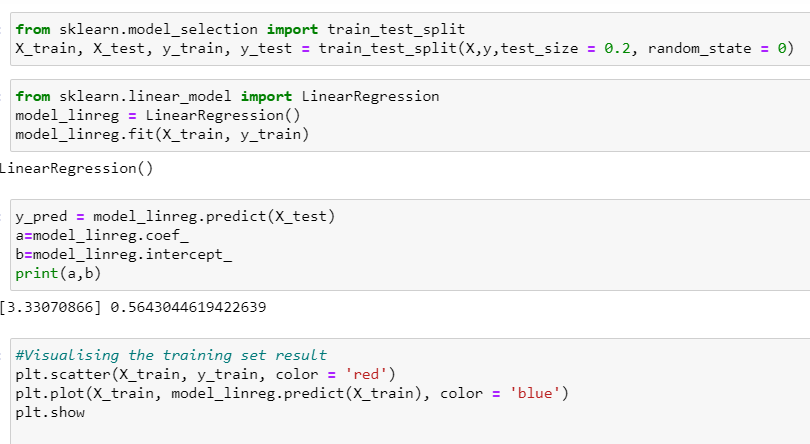 from sklearn.model_selection import train_test_split
X_train, X_test, y_train, y_test = train_test_split(X,y,test_size = 0.2, random_state = 0)
from sklearn.linear_model import LinearRegression
model_linreg = LinearRegression()
model_linreg.fit(X_train, y_train)
LinearRegression()
y_pred = model_linreg.predict(X_test)
a=model_linreg.coef_
b=model_linreg.intercept_
print(a,b)
[3.33070866] 0.5643044619422639
#Visualising the training set result
plt.scatter(X_train, y_train, color = 'red')
plt.plot(X_train, model_linreg.predict(X_train), color = 'blue')
plt.show